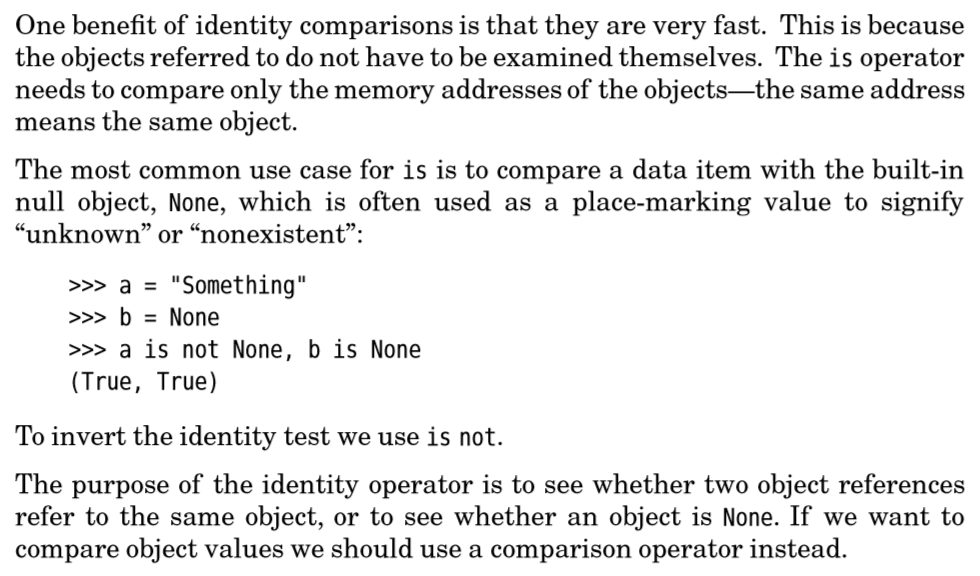 One benefit of identity comparisons is that they are very fast. This is because
the objects referred to do not have to be examined themselves. The is operator
needs to compare only the memory addresses of the objects—the same address
means the same object.
The most common use case for is is to compare a data item with the built-in
null object, None, which is often used as a place-marking value to signify
“unknown” or “nonexistent”:
>>> a = "Something"
>>> b = None
>>> a is not None, b is None
(True, True)
To invert the identity test we use is not.
The purpose of the identity operator is to see whether two object references
refer to the same object, or to see whether an object is None. If we want to
compare object values we should use a comparison operator instead.